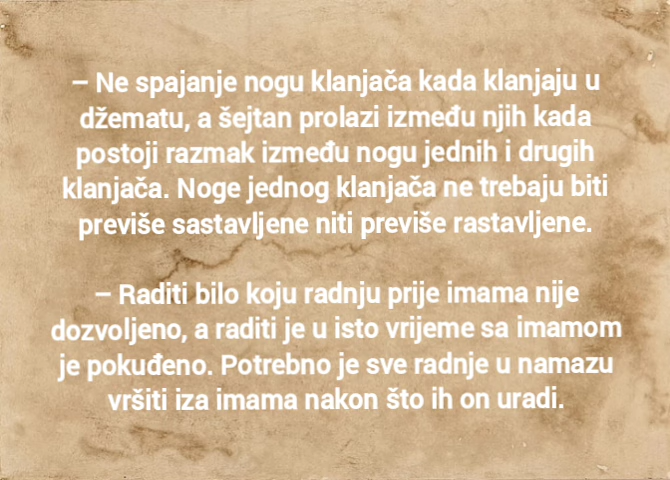 – Ne spajanje nogu klanjača kada klanjaju u
džematu, a šejtan prolazi između njih kada
postoji razmak između nogu jednih i drugih
klanjača. Noge jednog klanjača ne trebaju biti
previše sastavljene niti previše rastavljene.
– Raditi bilo koju radnju prije imama nije
dozvoljeno, a raditi je u isto vrijeme sa imamom
je pokuđeno. Potrebno je sve radnje u namazu
vršiti iza imama nakon što ih on uradi.